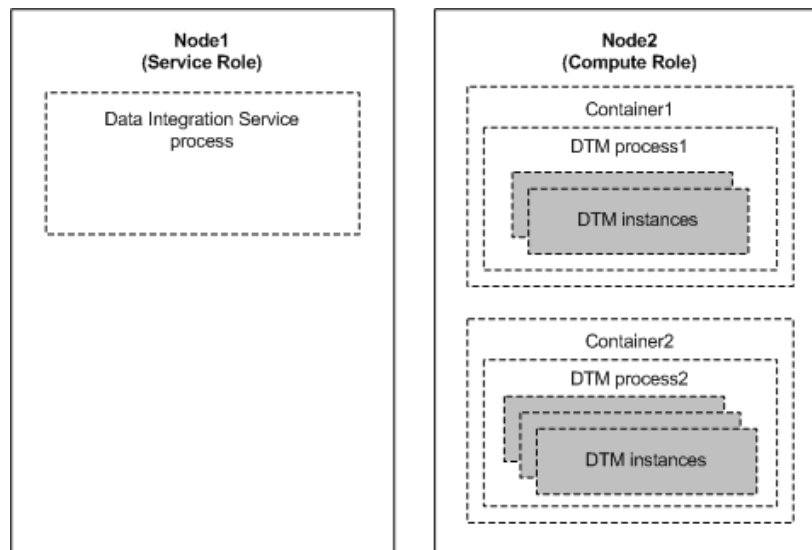 Node1
(Service Role)
Data Integration Service
process
Node2
(Compute Role)
Container1
DTM process1
DTM instances
Container2
DTM process2
DTM instances